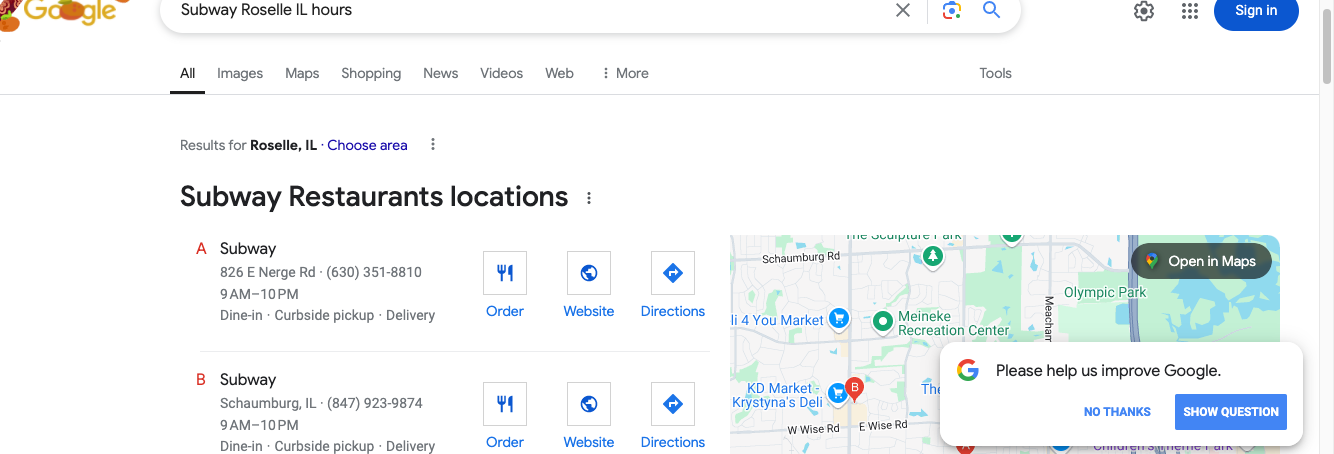 Google
Subway Roselle IL hours
Sign in
All
Images
Maps
Shopping
News
Videos
Web
More
Tools
Results for Roselle, IL · Choose area
Subway Restaurants locations
A
Subway
826 E Nerge Rd · (630) 351-8810
9 AM–10 PM
Dine-in · Curbside pickup · Delivery
Order
Website
Directions
B
Subway
Schaumburg, IL · (847) 923-9874
9 AM–10 PM
Dine-in · Curbside pickup · Delivery
Order
Website
Directions
The Sculpture Park
Schaumburg Rd
Open in Maps
Olympic Park
Meacham
li 4 You Market
Meineke
Recreation Center
KD Market -
Krystyna's Deli
B
The
W Wise Rd
E Wise Rd
Children's Theme Park
Please help us improve Google.
NO THANKS
SHOW QUESTION